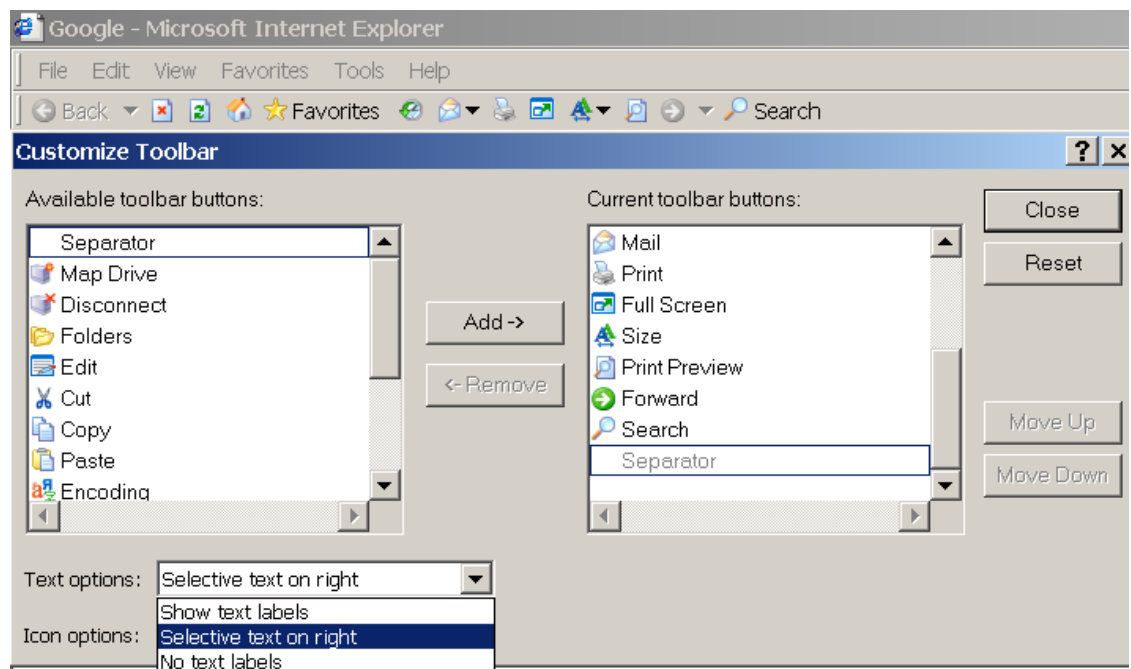 Google - Microsoft Internet Explorer
File Edit View Favorites Tools Help
Back Favorites Search
Customize Toolbar
Available toolbar buttons:
Separator
Map Drive
Disconnect
Folders
Edit
Cut
Copy
Paste
Encoding
Add ->
<- Remove
Current toolbar buttons:
Mail
Print
Full Screen
Size
Print Preview
Forward
Search
Separator
Close
Reset
Move Up
Move Down
Text options: Selective text on right
Show text labels
Icon options: Selective text on right
No text labels